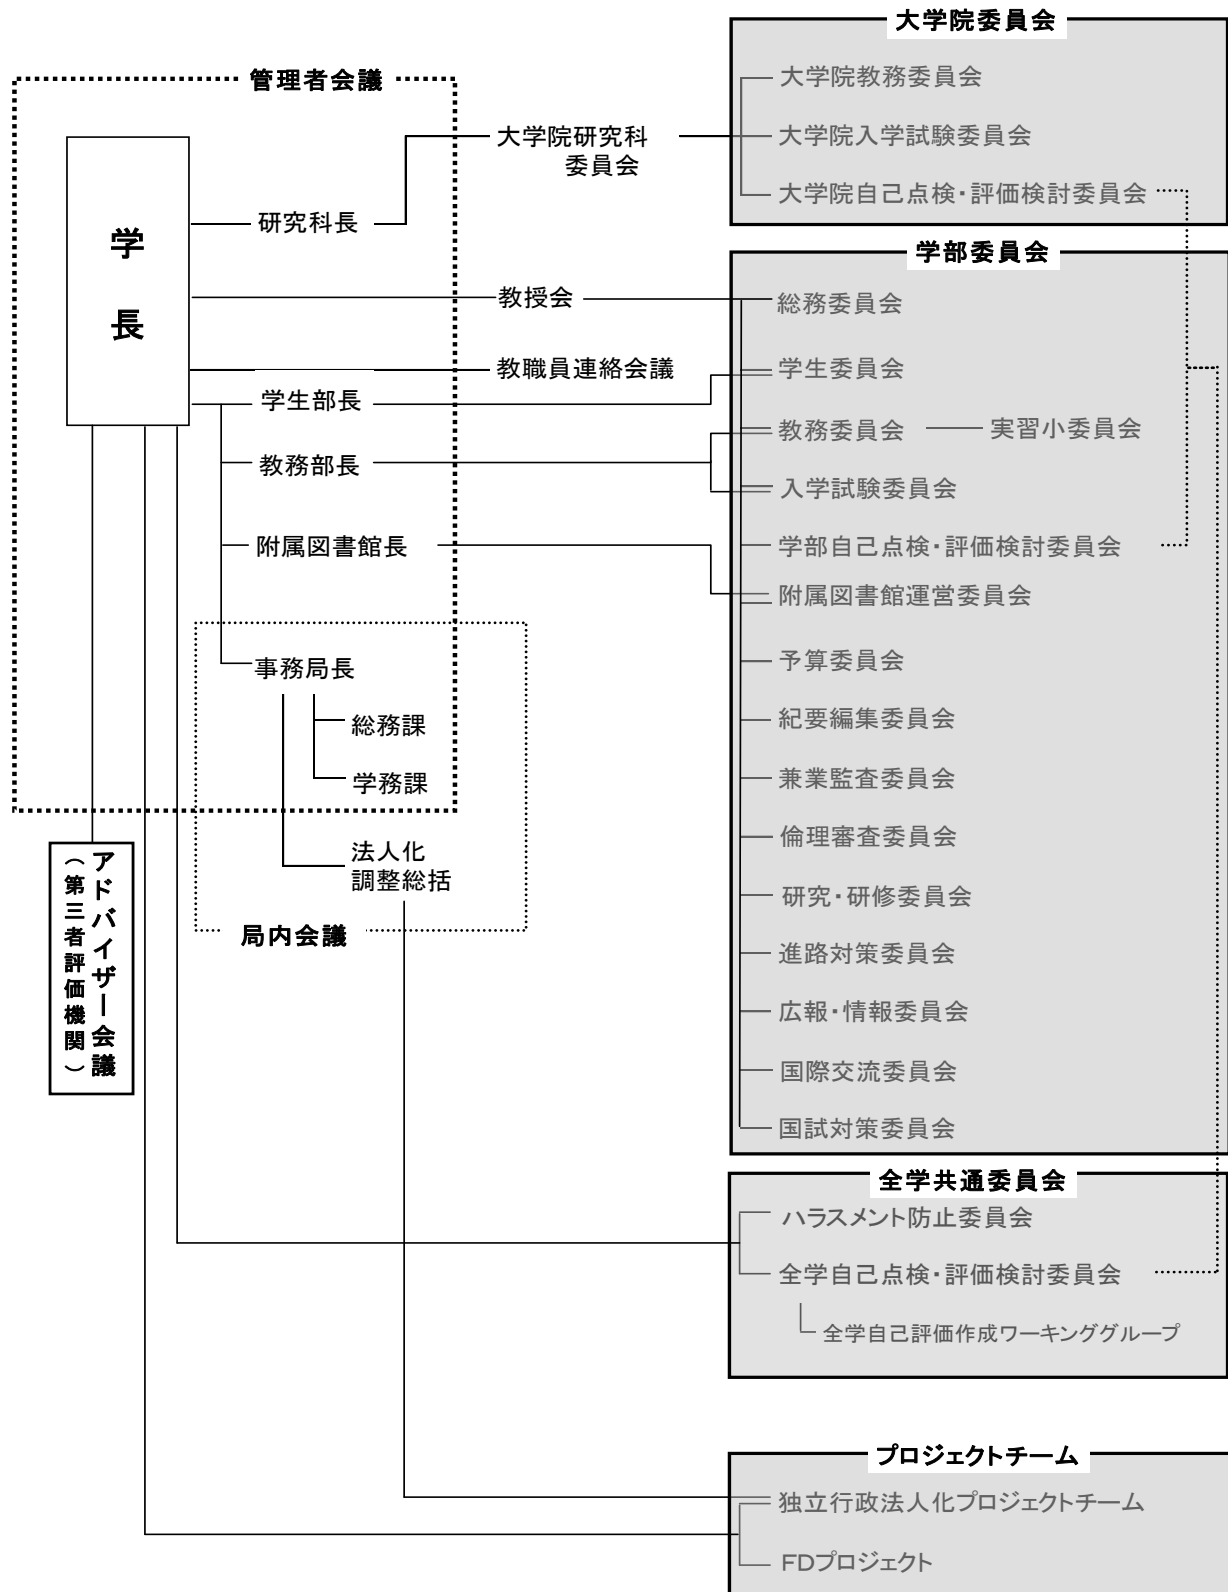 大学院委員会
管理者会議
大学院教務委員会
大学院研究科
委員会
大学院入学試験委員会
大学院自己点検・評価検討委員会
学長
研究科長
学部委員会
教授会
総務委員会
教職員連絡会議
学生委員会
学生部長
教務委員会
実習小委員会
教務部長
入学試験委員会
附属図書館長
学部自己点検・評価検討委員会
附属図書館運営委員会
事務局長
予算委員会
総務課
紀要編集委員会
学務課
兼業監査委員会
法人化
調整総括
倫理審査委員会
アドバイザー会議
（第三者評価機関）
研究・研修委員会
局内会議
進路対策委員会
広報・情報委員会
国際交流委員会
国試対策委員会
全学共通委員会
ハラスメント防止委員会
全学自己点検・評価検討委員会
全学自己評価作成ワーキンググループ
プロジェクトチーム
独立行政法人化プロジェクトチーム
FDプロジェクト